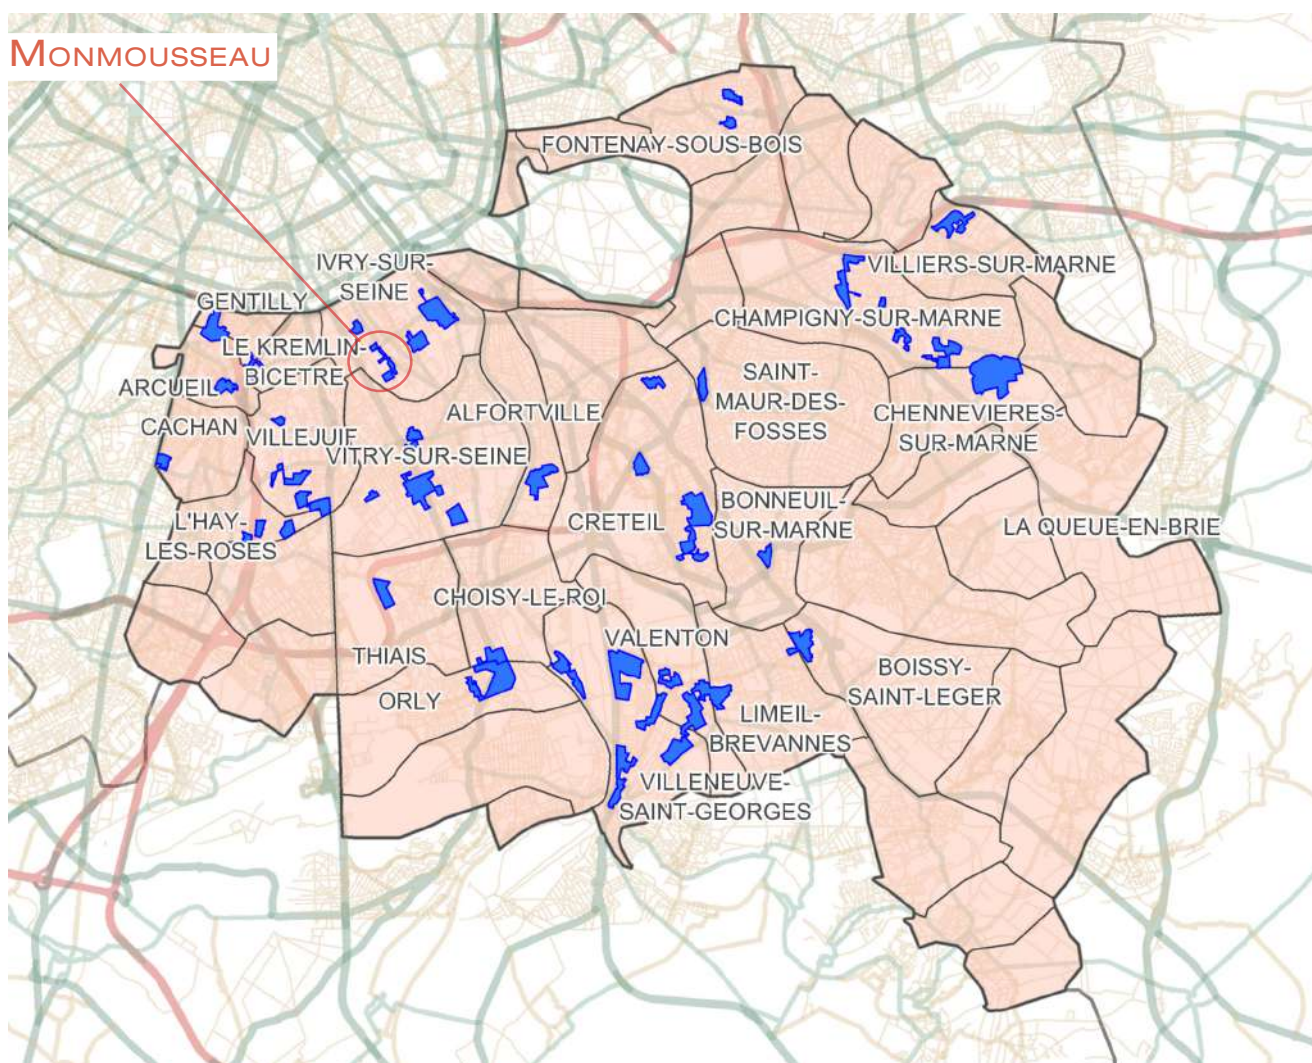 MONMOUSSEAU
FONTENAY-SOUS-BOIS
IVRY-SUR-
SEINE
VILLIERS-SUR-MARNE
GENTILLY
CHAMPIGNY-SUR-MARNE
LE KREMLIN-
BICETRE
ARCUEIL
SAINT-
MAUR-DES-
FOSSES
ALFORTVILLE
CHENNEVIERES-
SUR-MARNE
CACHAN
VILLEJUIF
VITRY-SUR-SEINE
L'HAY-
LES-ROSES
CRETEIL
BONNEUIL-
SUR-MARNE
LA QUEUE-EN-BRIE
CHOISY-LE-ROI
VALENTON
THIAIS
BOISSY-
SAINT-LEGER
ORLY
LIMEIL-
BREVANNES
VILLENEUVE-
SAINT-GEORGES